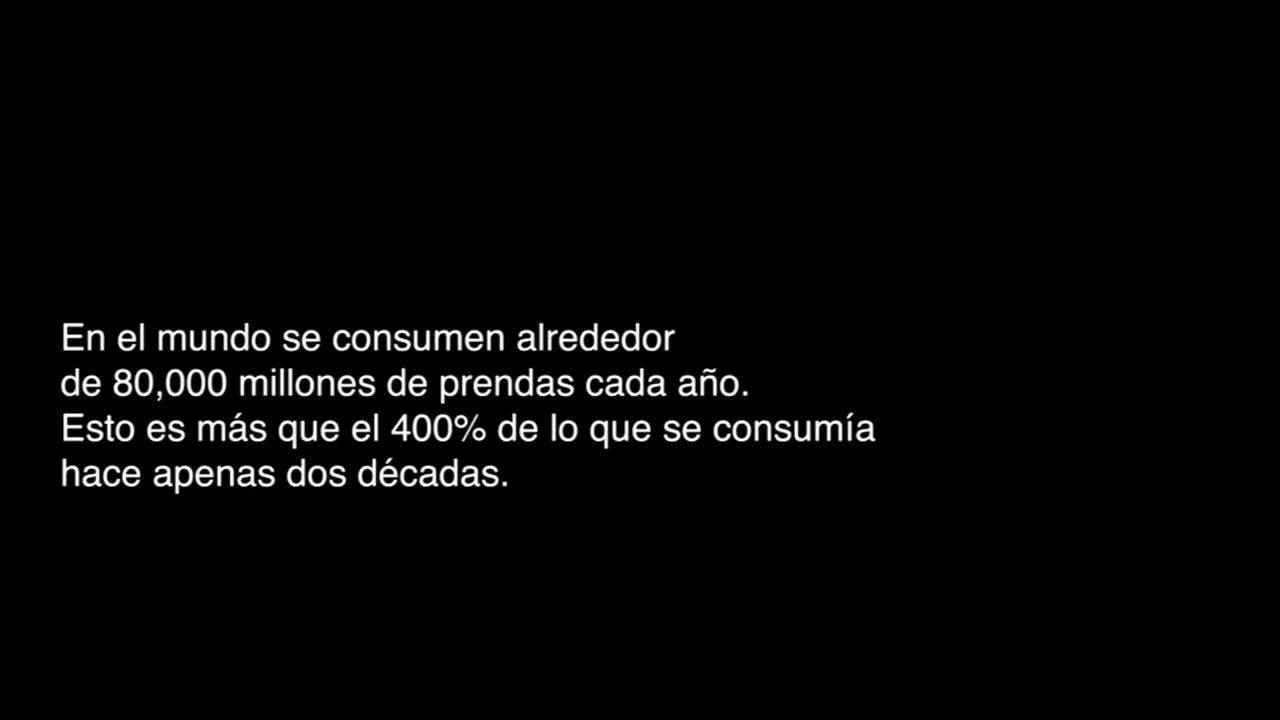 En el mundo se consumen alrededor
de 80,000 millones de prendas cada año.
Esto es más que el 400% de lo que se consumía
hace apenas dos décadas.